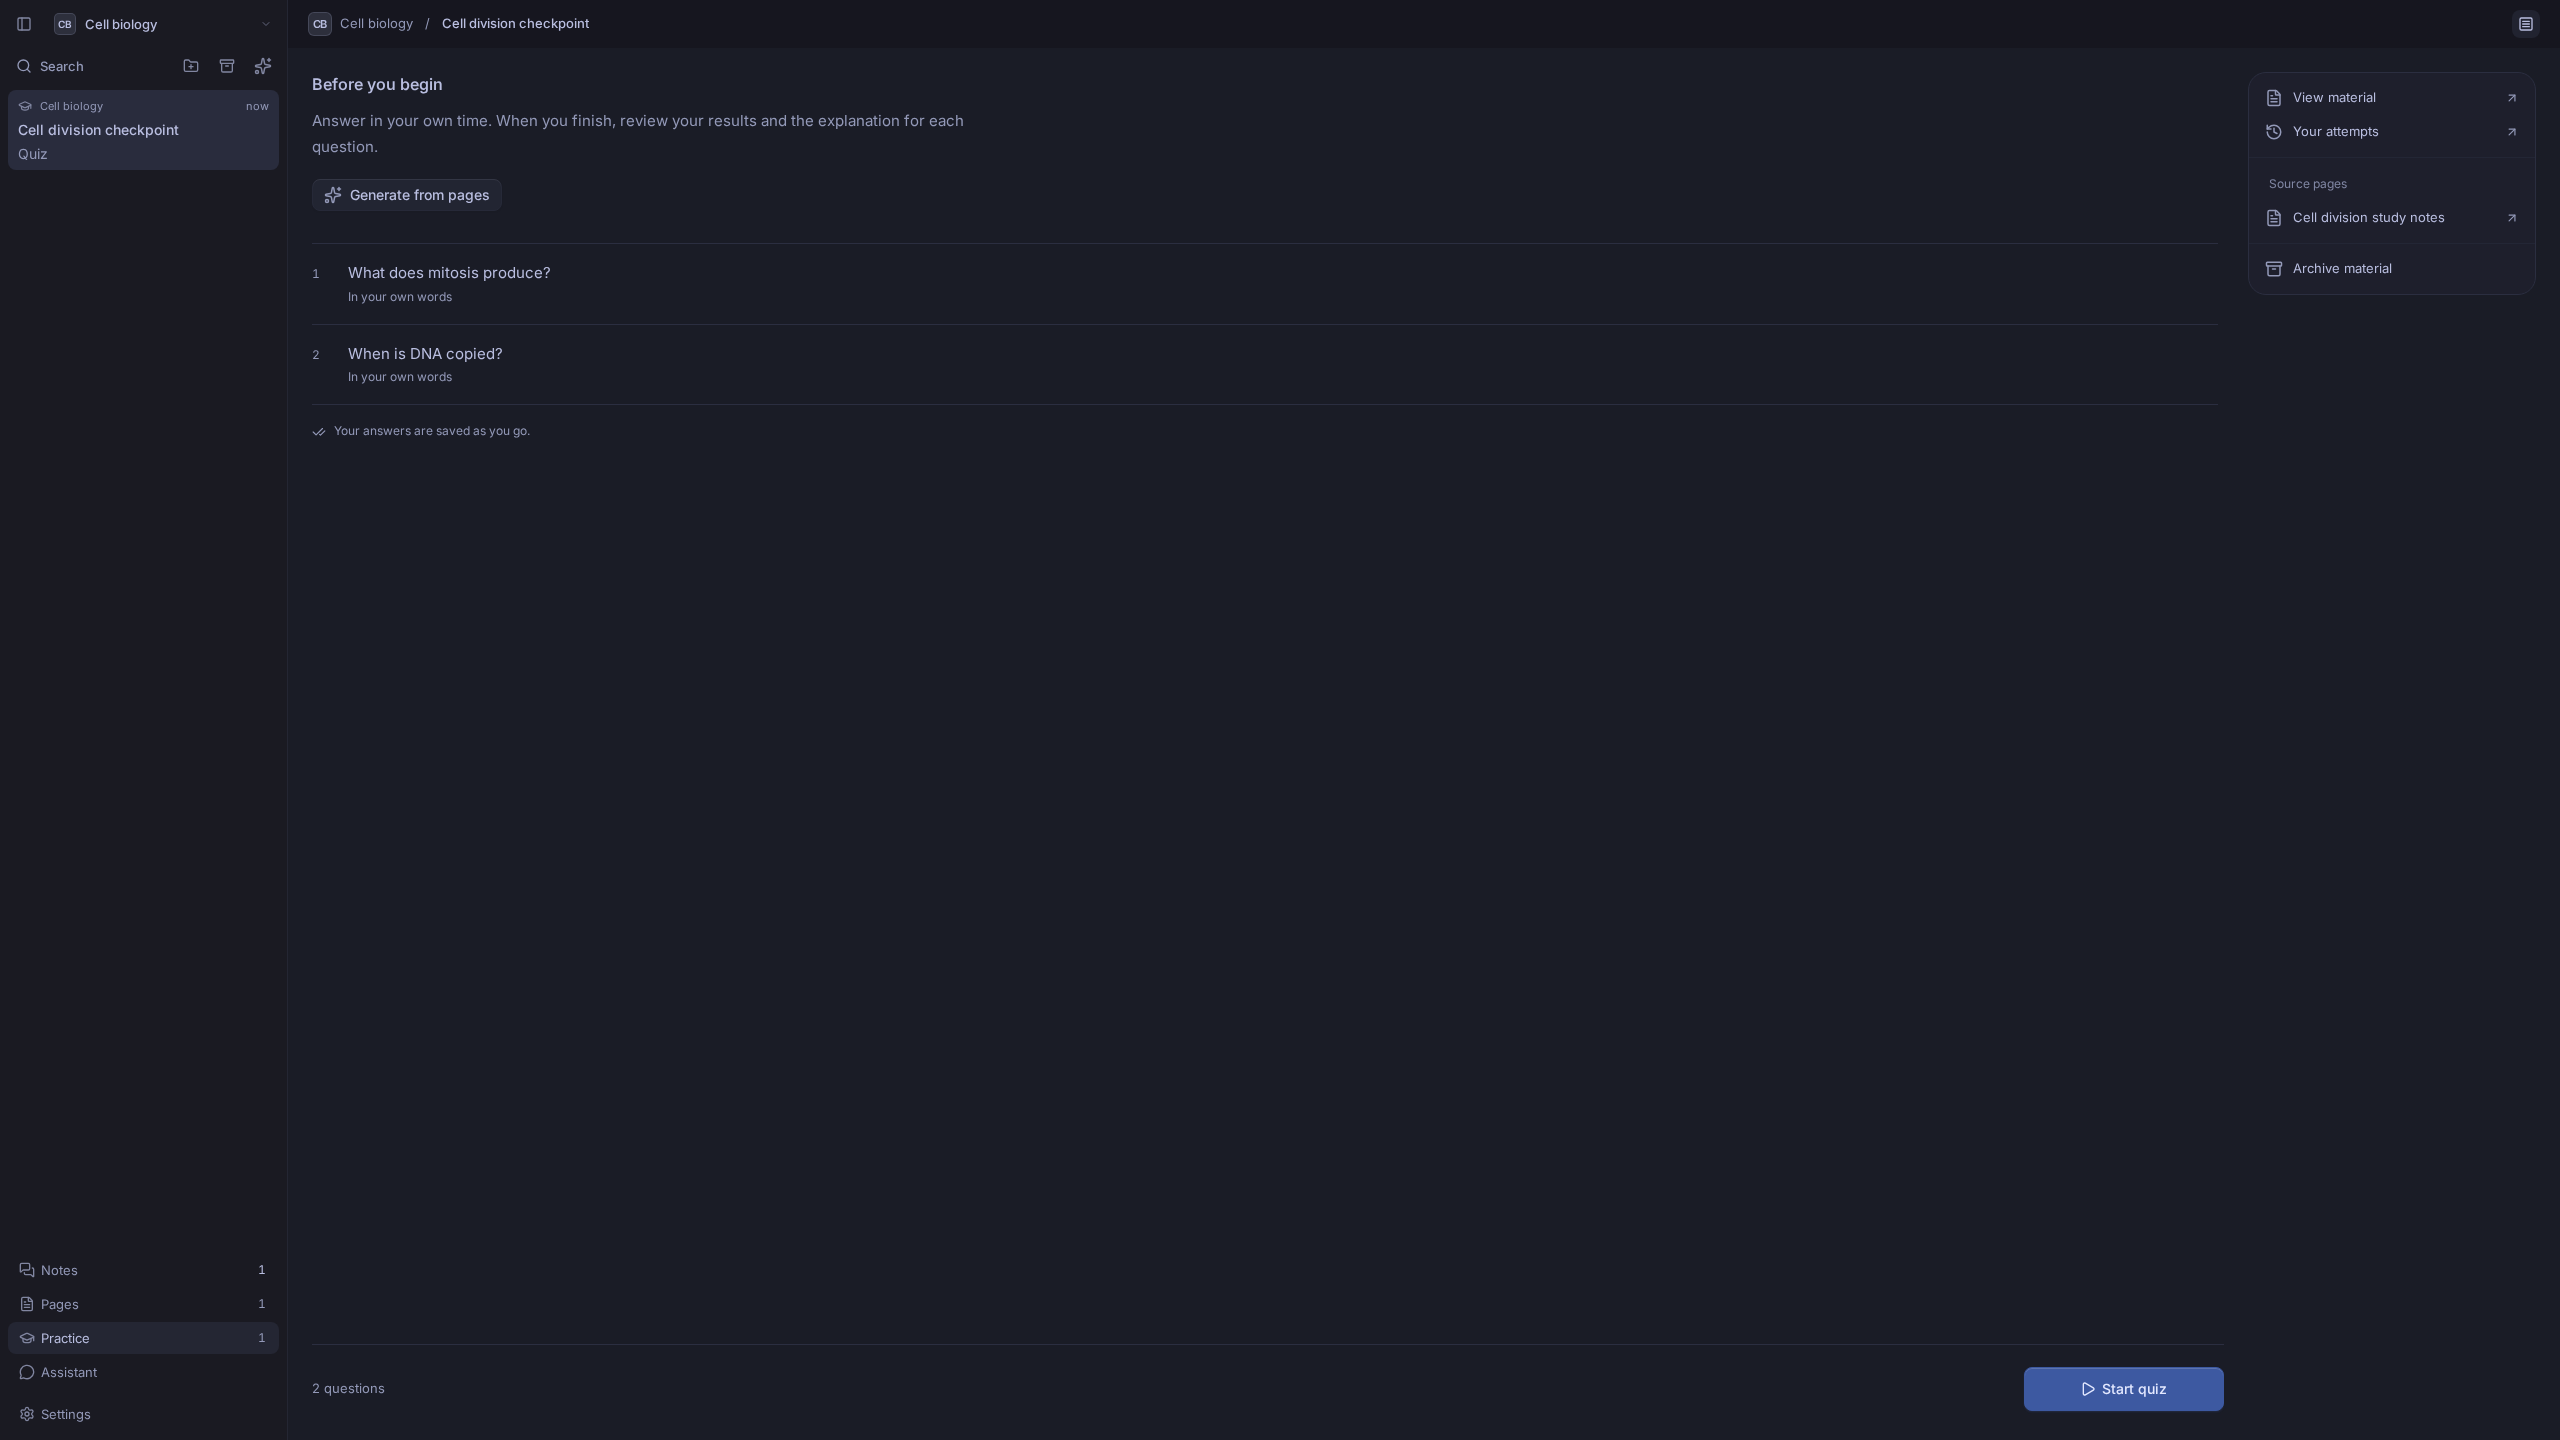 CB Cell biology
Search
Cell biology now
Cell division checkpoint
Quiz
Notes 1
Pages 1
Practice 1
Assistant
Settings
CB Cell biology / Cell division checkpoint
Before you begin
Answer in your own time. When you finish, review your results and the explanation for each
question.
Generate from pages
1 What does mitosis produce?
In your own words
2 When is DNA copied?
In your own words
Your answers are saved as you go.
2 questions
Start quiz
View material
Your attempts
Source pages
Cell division study notes
Archive material